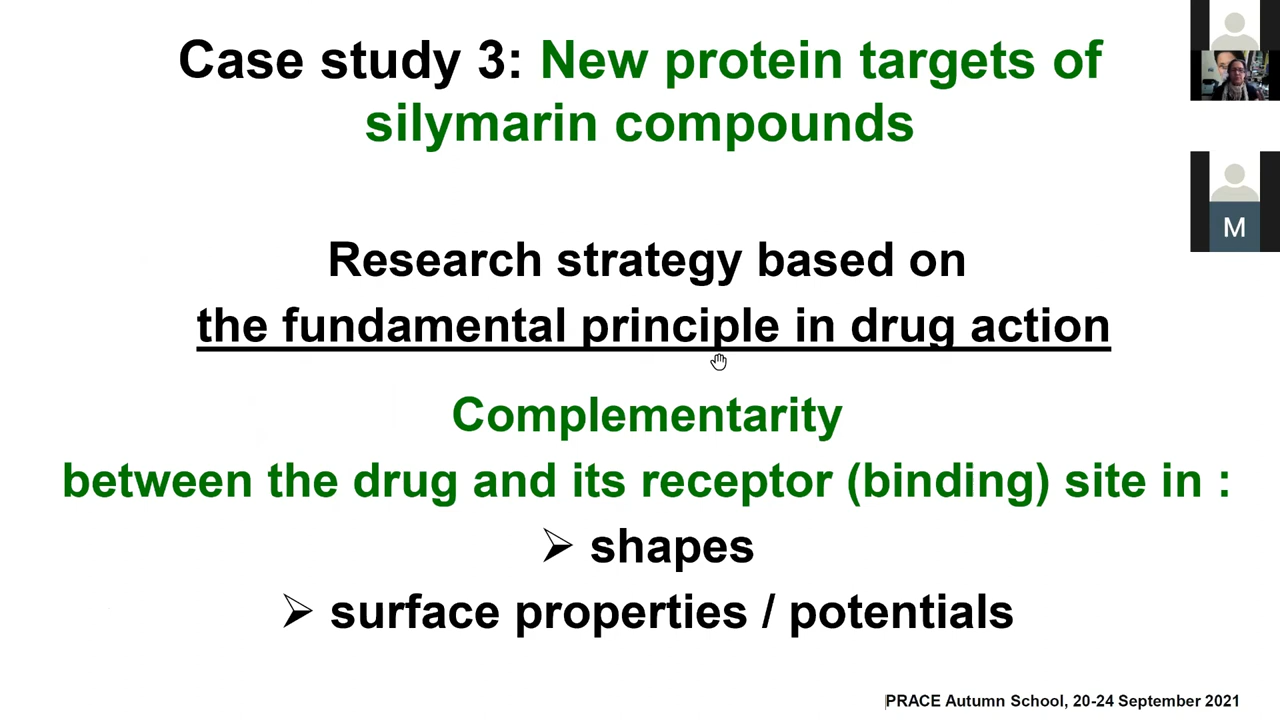 Case study 3: New protein targets of
silymarin compounds
M
Research strategy based on
the fundamental principle in drug action
Complementarity
between the drug and its receptor (binding) site in :
➢ shapes
➢ surface properties / potentials
PRACE Autumn School, 20-24 September 2021